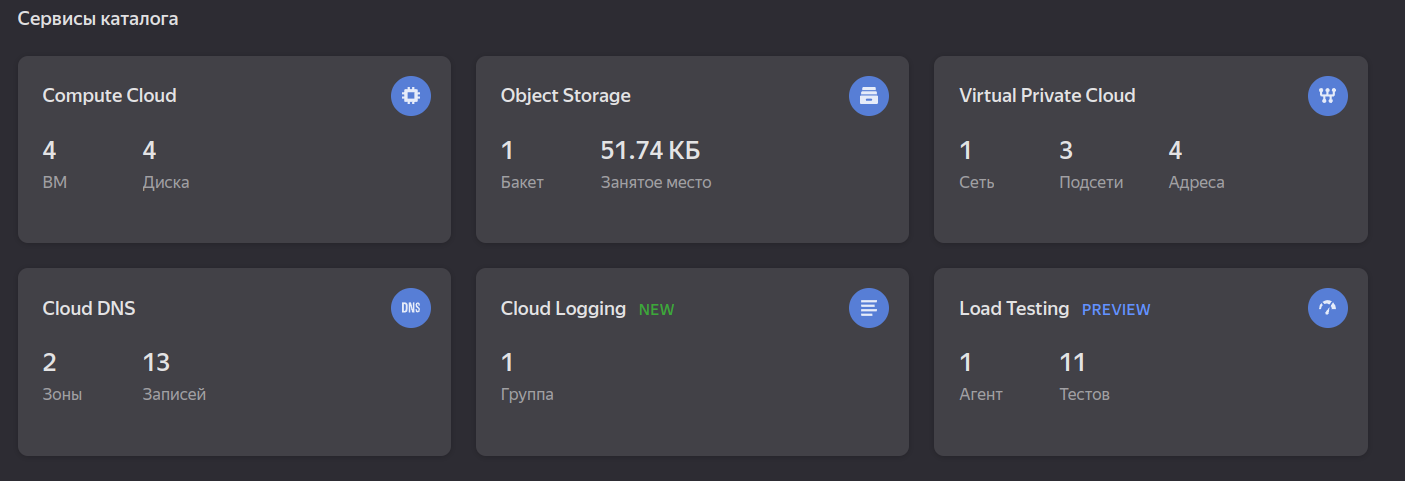 Сервисы каталога
Compute Cloud
4 4
ВМ Диска
Object Storage
1 51.74 КБ
Бакет Занятое место
Virtual Private Cloud
1 3 4
Сеть Подсети Адреса
Cloud DNS
DNS
2 13
Зоны Записей
Cloud Logging NEW
1
Группа
Load Testing PREVIEW
1 11
Агент Тестов